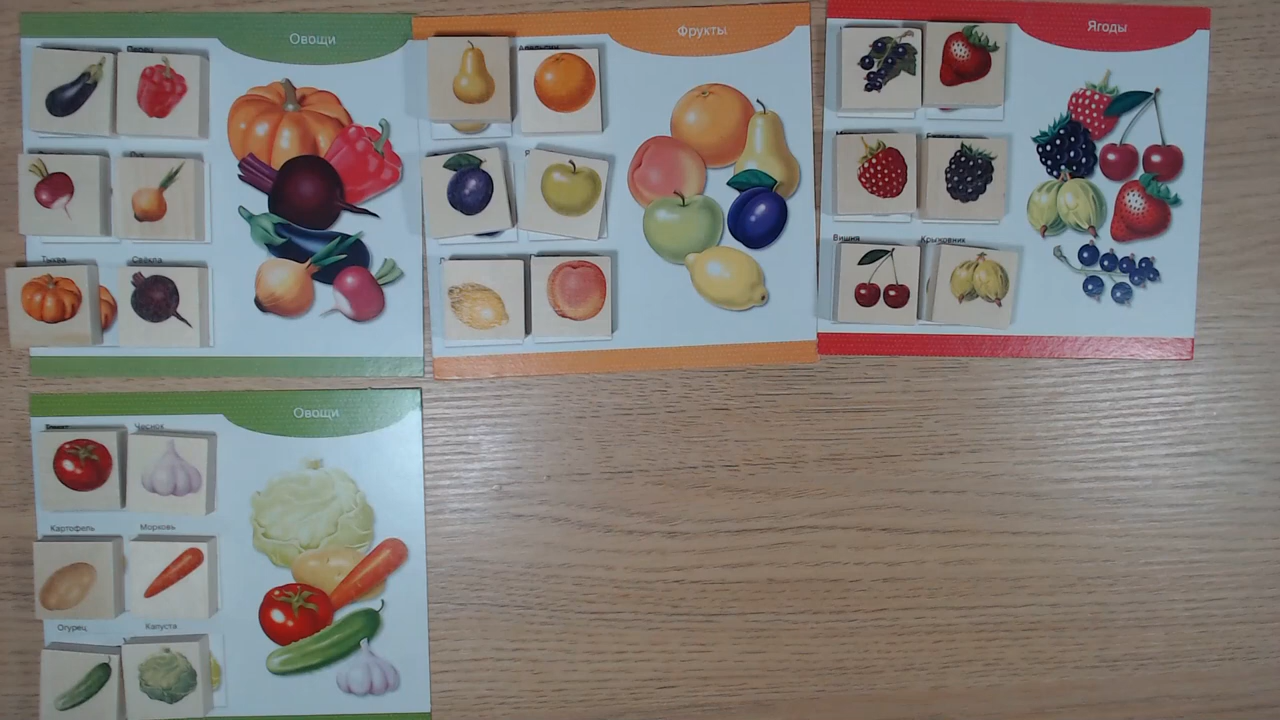 Овощи
Перец
Тыква
Свёкла
Фрукты
Ягоды
Вишня
Крыжовник
Овощи
Чеснок
Картофель
Морковь
Огурец
Капуста